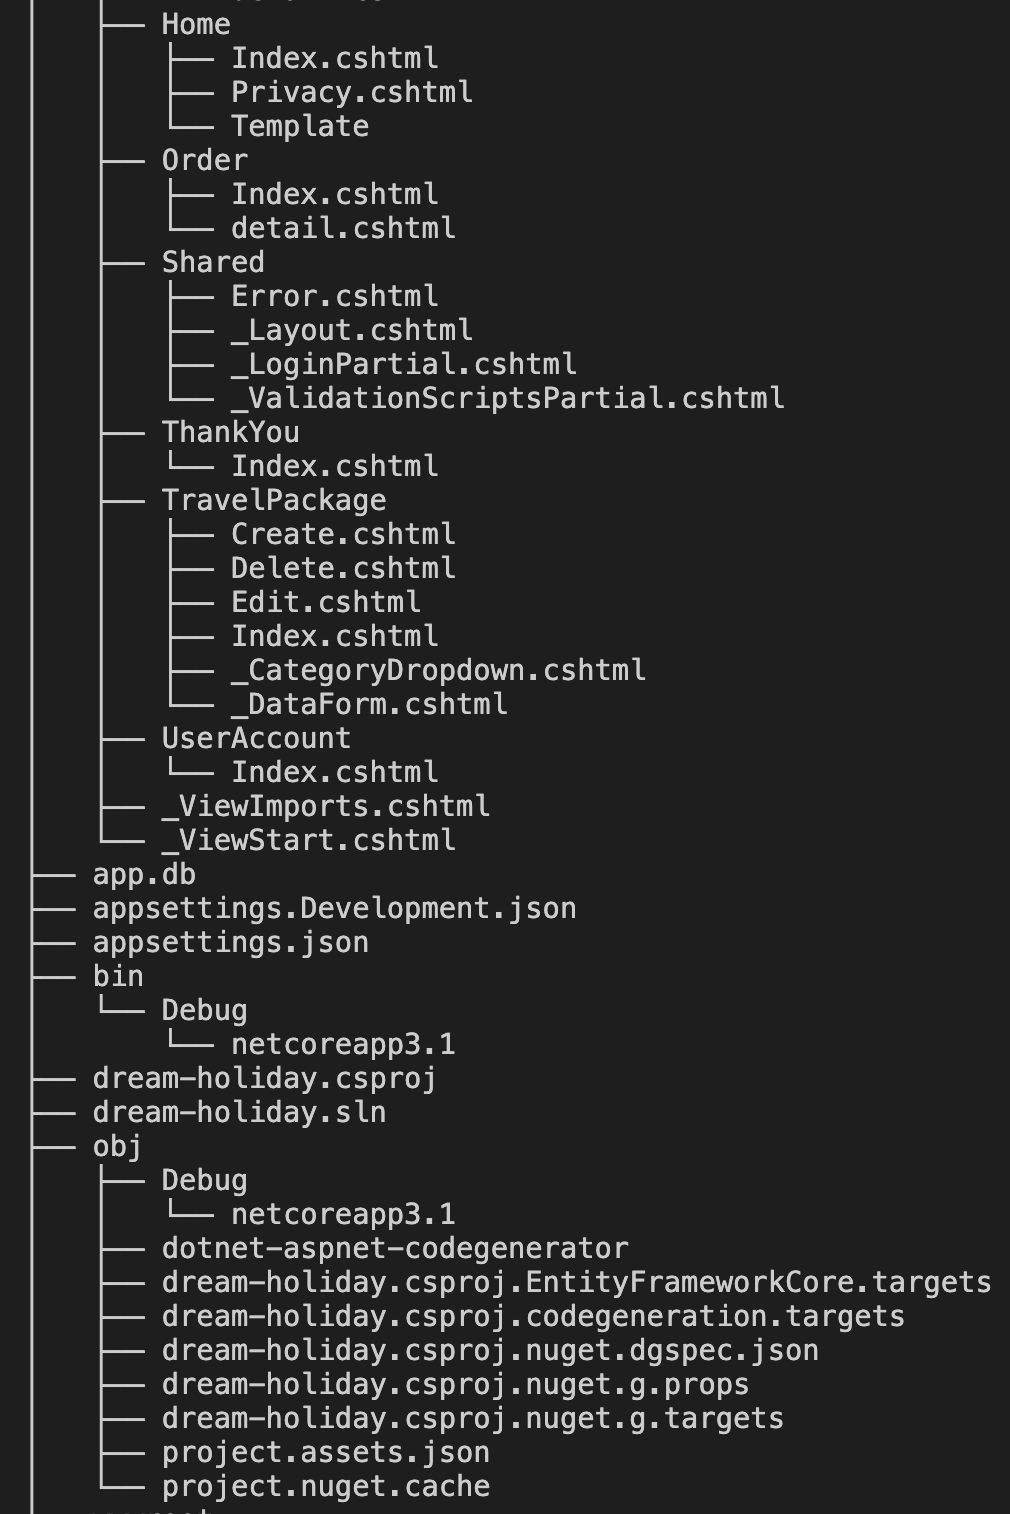 ├── Home
│   ├── Index.cshtml
│   ├── Privacy.cshtml
│   └── Template
├── Order
│   ├── Index.cshtml
│   └── detail.cshtml
├── Shared
│   ├── Error.cshtml
│   ├── _Layout.cshtml
│   ├── _LoginPartial.cshtml
│   └── _ValidationScriptsPartial.cshtml
├── ThankYou
│   └── Index.cshtml
├── TravelPackage
│   ├── Create.cshtml
│   ├── Delete.cshtml
│   ├── Edit.cshtml
│   ├── Index.cshtml
│   ├── _CategoryDropdown.cshtml
│   └── _DataForm.cshtml
├── UserAccount
│   └── Index.cshtml
├── _ViewImports.cshtml
└── _ViewStart.cshtml
├── app.db
├── appsettings.Development.json
├── appsettings.json
├── bin
│   └── Debug
│       └── netcoreapp3.1
├── dream-holiday.csproj
├── dream-holiday.sln
├── obj
│   ├── Debug
│   │   └── netcoreapp3.1
│   ├── dotnet-aspnet-codegenerator
│   ├── dream-holiday.csproj.EntityFrameworkCore.targets
│   ├── dream-holiday.csproj.codegeneration.targets
│   ├── dream-holiday.csproj.nuget.dgspec.json
│   ├── dream-holiday.csproj.nuget.g.props
│   ├── dream-holiday.csproj.nuget.g.targets
│   ├── project.assets.json
│   └── project.nuget.cache